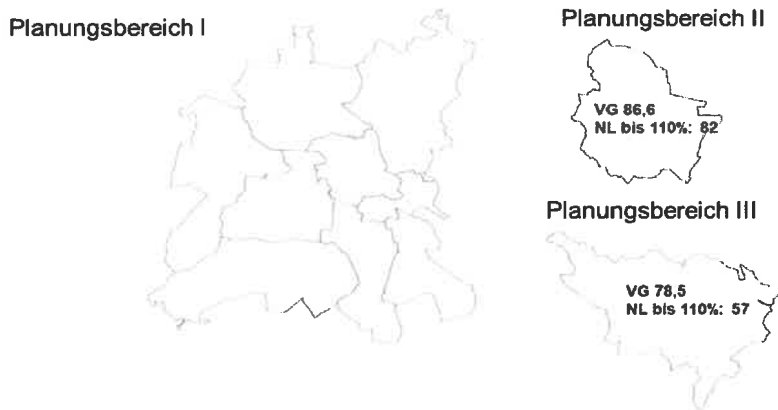 Planungsbereich I
Planungsbereich II
VG 86,6
NL bis 110%: 82
Planungsbereich III
VG 78,5
NL bis 110%: 57